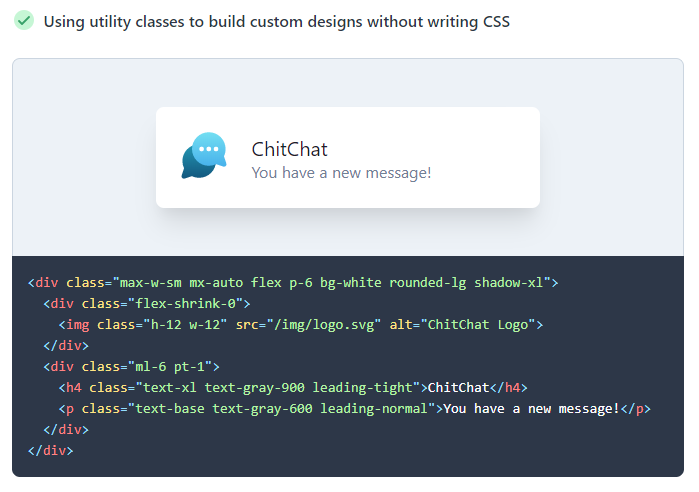 Using utility classes to build custom designs without writing CSS
ChitChat
You have a new message!
<div class="max-w-sm mx-auto flex p-6 bg-white rounded-lg shadow-xl">
  <div class="flex-shrink-0">
    <img class="h-12 w-12" src="/img/logo.svg" alt="ChitChat Logo">
  </div>
  <div class="ml-6 pt-1">
    <h4 class="text-xl text-gray-900 leading-tight">ChitChat</h4>
    <p class="text-base text-gray-600 leading-normal">You have a new message!</p>
  </div>
</div>